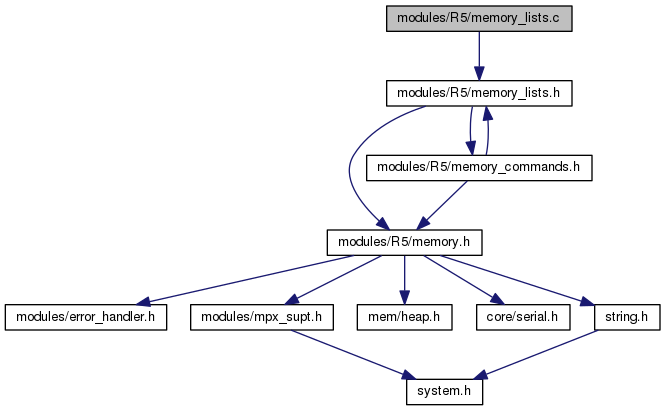 modules/R5/memory_lists.c
modules/R5/memory_lists.h
modules/R5/memory_commands.h
modules/R5/memory.h
modules/error_handler.h
modules/mpx_supt.h
mem/heap.h
core/serial.h
string.h
system.h